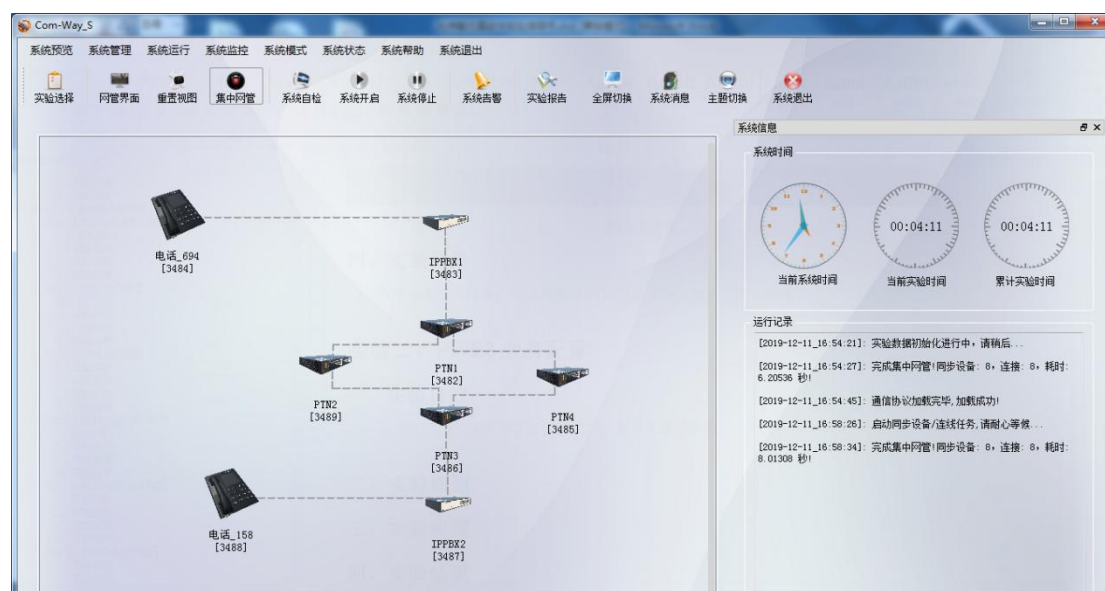 Com-Way_S
系统预览 系统管理 系统运行 系统监控 系统模式 系统状态 系统帮助 系统退出
实验选择 网管界面 重置视图 集中网管 系统自检 系统开启 系统停止 系统告警 实验报告 全屏切换 系统消息 主题切换 系统退出
系统信息
系统时间
00:04:11 00:04:11
当前系统时间 当前实验时间 累计实验时间
电话_694
[3484]
IPPBX1
[3483]
PTN1
[3482]
PTN2
[3489]
PTN4
[3485]
PTN3
[3486]
电话_158
[3488]
IPPBX2
[3487]
运行记录
[2019-12-11_16:54:21]: 实验数据初始化进行中，请稍后...
[2019-12-11_16:54:27]: 完成集中网管!同步设备: 8，连接: 8，耗时:
6.20536 秒!
[2019-12-11_16:54:45]: 通信协议加载完毕,加载成功!
[2019-12-11_16:58:26]: 启动同步设备/连线任务,请耐心等候...
[2019-12-11_16:58:34]: 完成集中网管!同步设备: 8，连接: 8，耗时:
8.01308 秒!